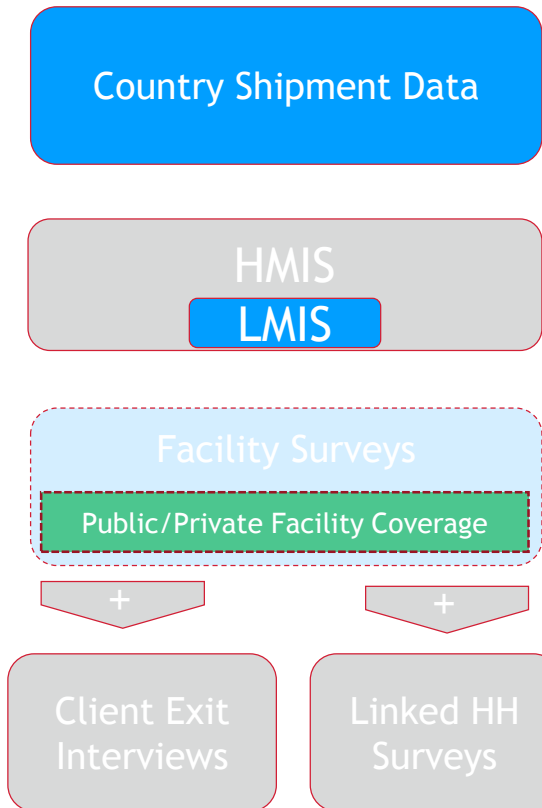 Country Shipment Data
HMIS
LMIS
Facility Surveys
Public/Private Facility Coverage
+
+
Client Exit
Interviews
Linked HH
Surveys